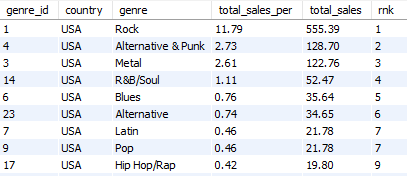 genre_id country genre total_sales_per total_sales rnk
1 USA Rock 11.79 555.39 1
4 USA Alternative & Punk 2.73 128.70 2
3 USA Metal 2.61 122.76 3
14 USA R&B/Soul 1.11 52.47 4
6 USA Blues 0.76 35.64 5
23 USA Alternative 0.74 34.65 6
7 USA Latin 0.46 21.78 7
9 USA Pop 0.46 21.78 7
17 USA Hip Hop/Rap 0.42 19.80 9